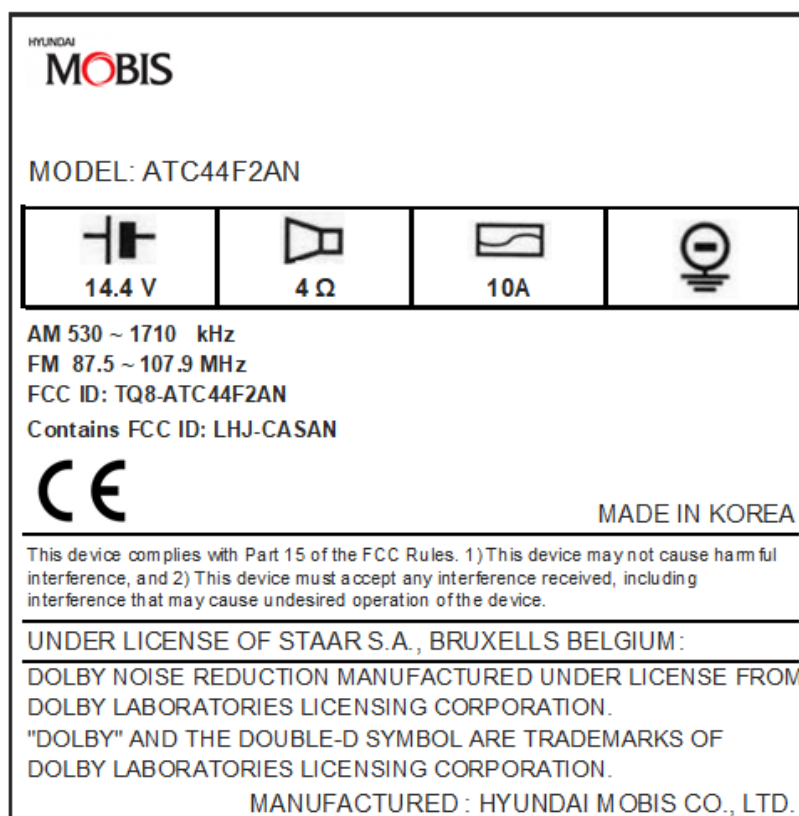 HYUNDAI
MOBIS
MODEL: ATC44F2AN
14.4 V
4 Ω
10A
AM 530 ~ 1710 kHz
FM 87.5 ~ 107.9 MHz
FCC ID: TQ8-ATC44F2AN
Contains FCC ID: LHJ-CASAN
CE
MADE IN KOREA
This device complies with Part 15 of the FCC Rules. 1) This device may not cause harmful
interference, and 2) This device must accept any interference received, including
interference that may cause undesired operation of the device.
UNDER LICENSE OF STAAR S.A., BRUXELLS BELGIUM:
DOLBY NOISE REDUCTION MANUFACTURED UNDER LICENSE FROM
DOLBY LABORATORIES LICENSING CORPORATION.
"DOLBY" AND THE DOUBLE-D SYMBOL ARE TRADEMARKS OF
DOLBY LABORATORIES LICENSING CORPORATION.
MANUFACTURED : HYUNDAI MOBIS CO., LTD.